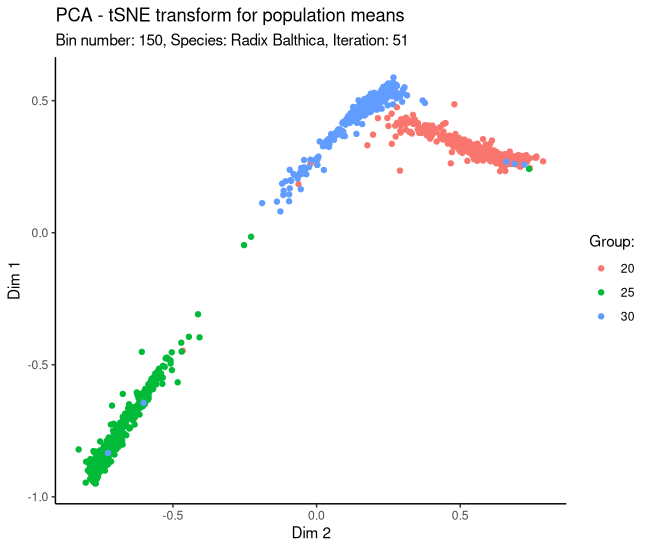 PCA - tSNE transform for population means
Bin number: 150, Species: Radix Balthica, Iteration: 51
0.5
0.0
-0.5
-1.0
Dim 1
-0.5
0.0
0.5
Dim 2
Group:
20
25
30